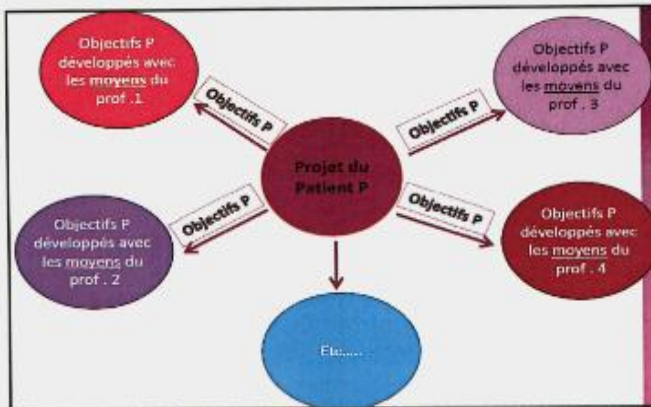 Objectifs P
développés avec
les moyens du
prof . 1
Objectifs P
Objectifs P
développés avec
les moyens du
prof . 3
Objectifs P
Projet du
Patient P
Objectifs P
développés avec
les moyens du
prof . 2
Objectifs P
Objectifs P
Objectifs P
développés avec
les moyens du
prof . 4
Etc.....